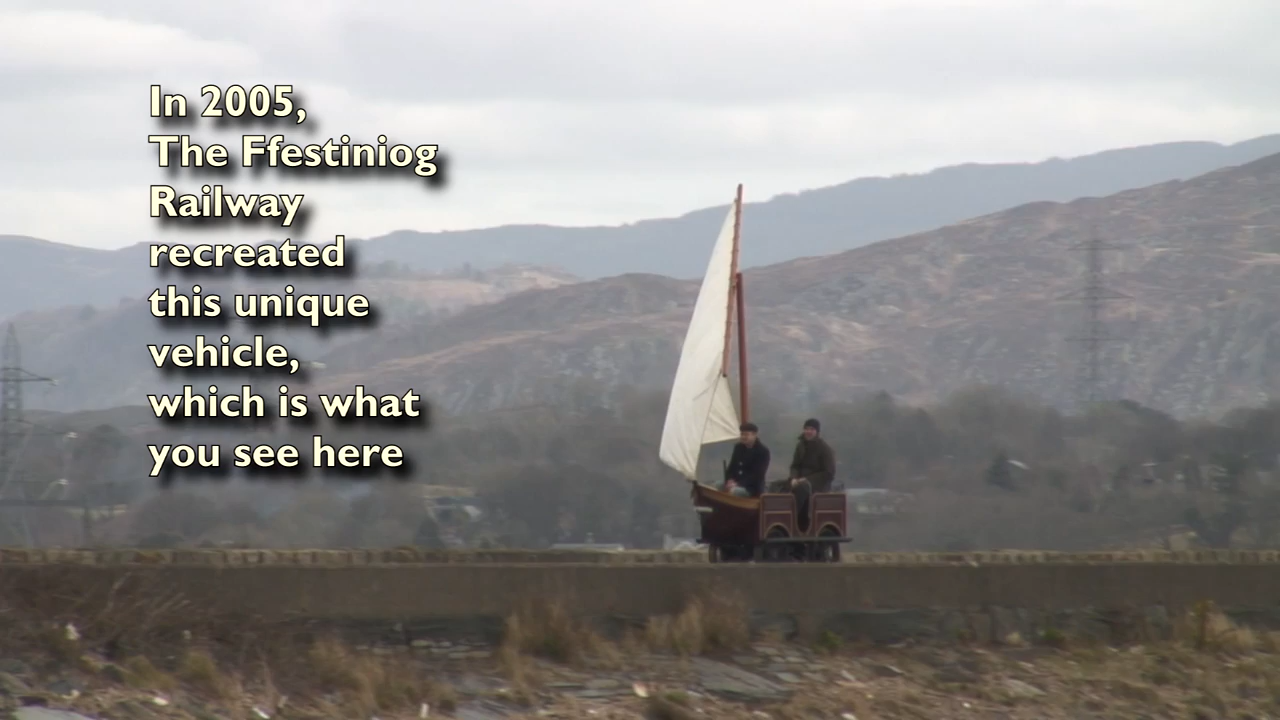 In 2005,
The Ffestiniog
Railway
recreated
this unique
vehicle,
which is what
you see here